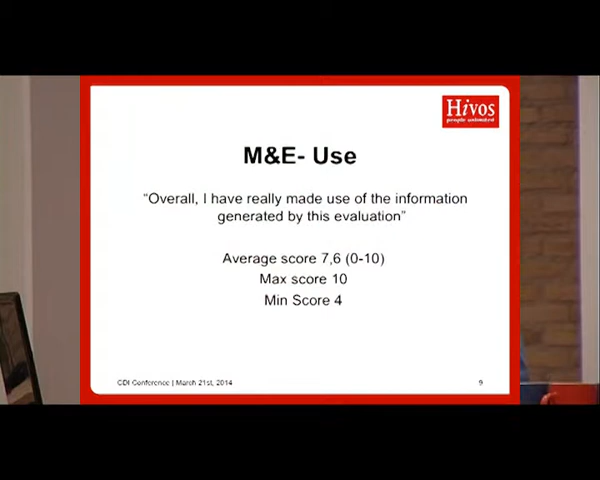 Hivos
people unlimited
M&E- Use
“Overall, I have really made use of the information
generated by this evaluation”
Average score 7,6 (0-10)
Max score 10
Min Score 4
CDI Conference | March 21st, 2014
9